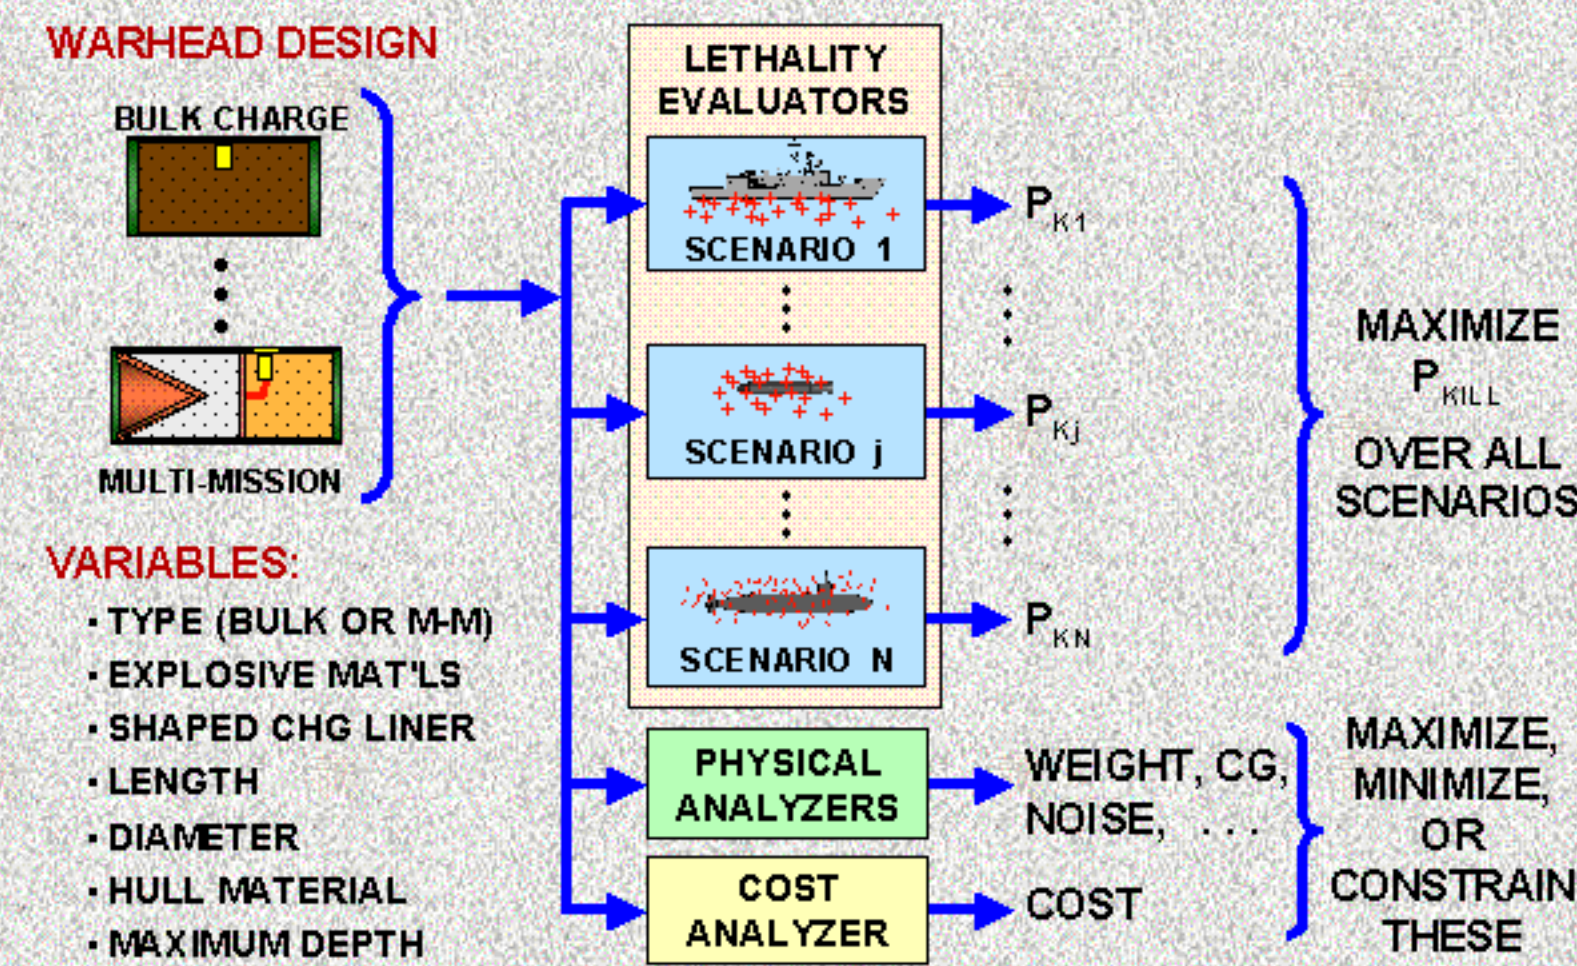 WARHEAD DESIGN
BULK CHARGE
MULTI-MISSION
VARIABLES:
· TYPE (BULK OR M-M)
· EXPLOSIVE MAT'LS
· SHAPED CHG LINER
· LENGTH
· DIAMETER
· HULL MATERIAL
· MAXIMUM DEPTH
LETHALITY
EVALUATORS
SCENARIO 1
SCENARIO j
SCENARIO N
PHYSICAL
ANALYZERS
COST
ANALYZER
PK1
PKj
PKN
WEIGHT, CG,
NOISE, ...
COST
MAXIMIZE
PKILL
OVER ALL
SCENARIOS
MAXIMIZE,
MINIMIZE,
OR
CONSTRAIN
THESE